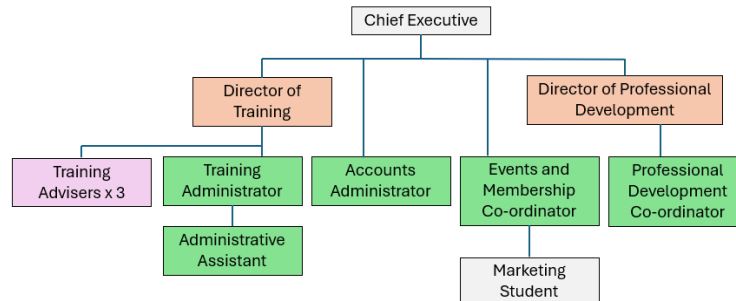 Chief Executive
Director of
Training
Director of Professional
Development
Training
Advisers x 3
Training
Administrator
Accounts
Administrator
Events and
Membership
Co-ordinator
Professional
Development
Co-ordinator
Administrative
Assistant
Marketing
Student